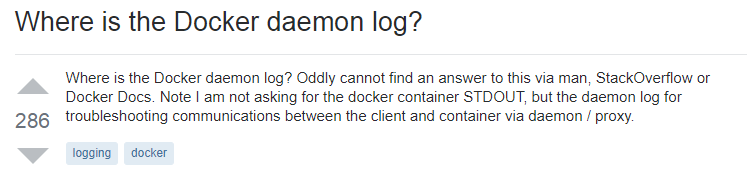 Where is the Docker daemon log?
Where is the Docker daemon log? Oddly cannot find an answer to this via man, StackOverflow or
Docker Docs. Note I am not asking for the docker container STDOUT, but the daemon log for
286
troubleshooting communications between the client and container via daemon / proxy.
logging docker